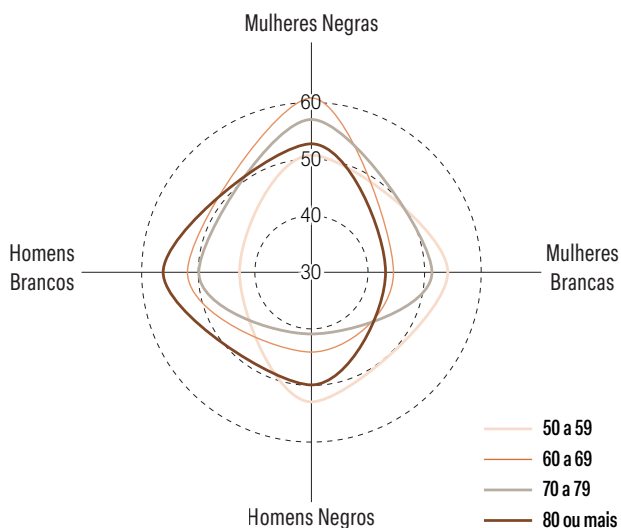 Mulheres Negras
60
50
40
30
Homens
Brancos
Mulheres
Brancas
Homens Negros
50 a 59
60 a 69
70 a 79
80 ou mais